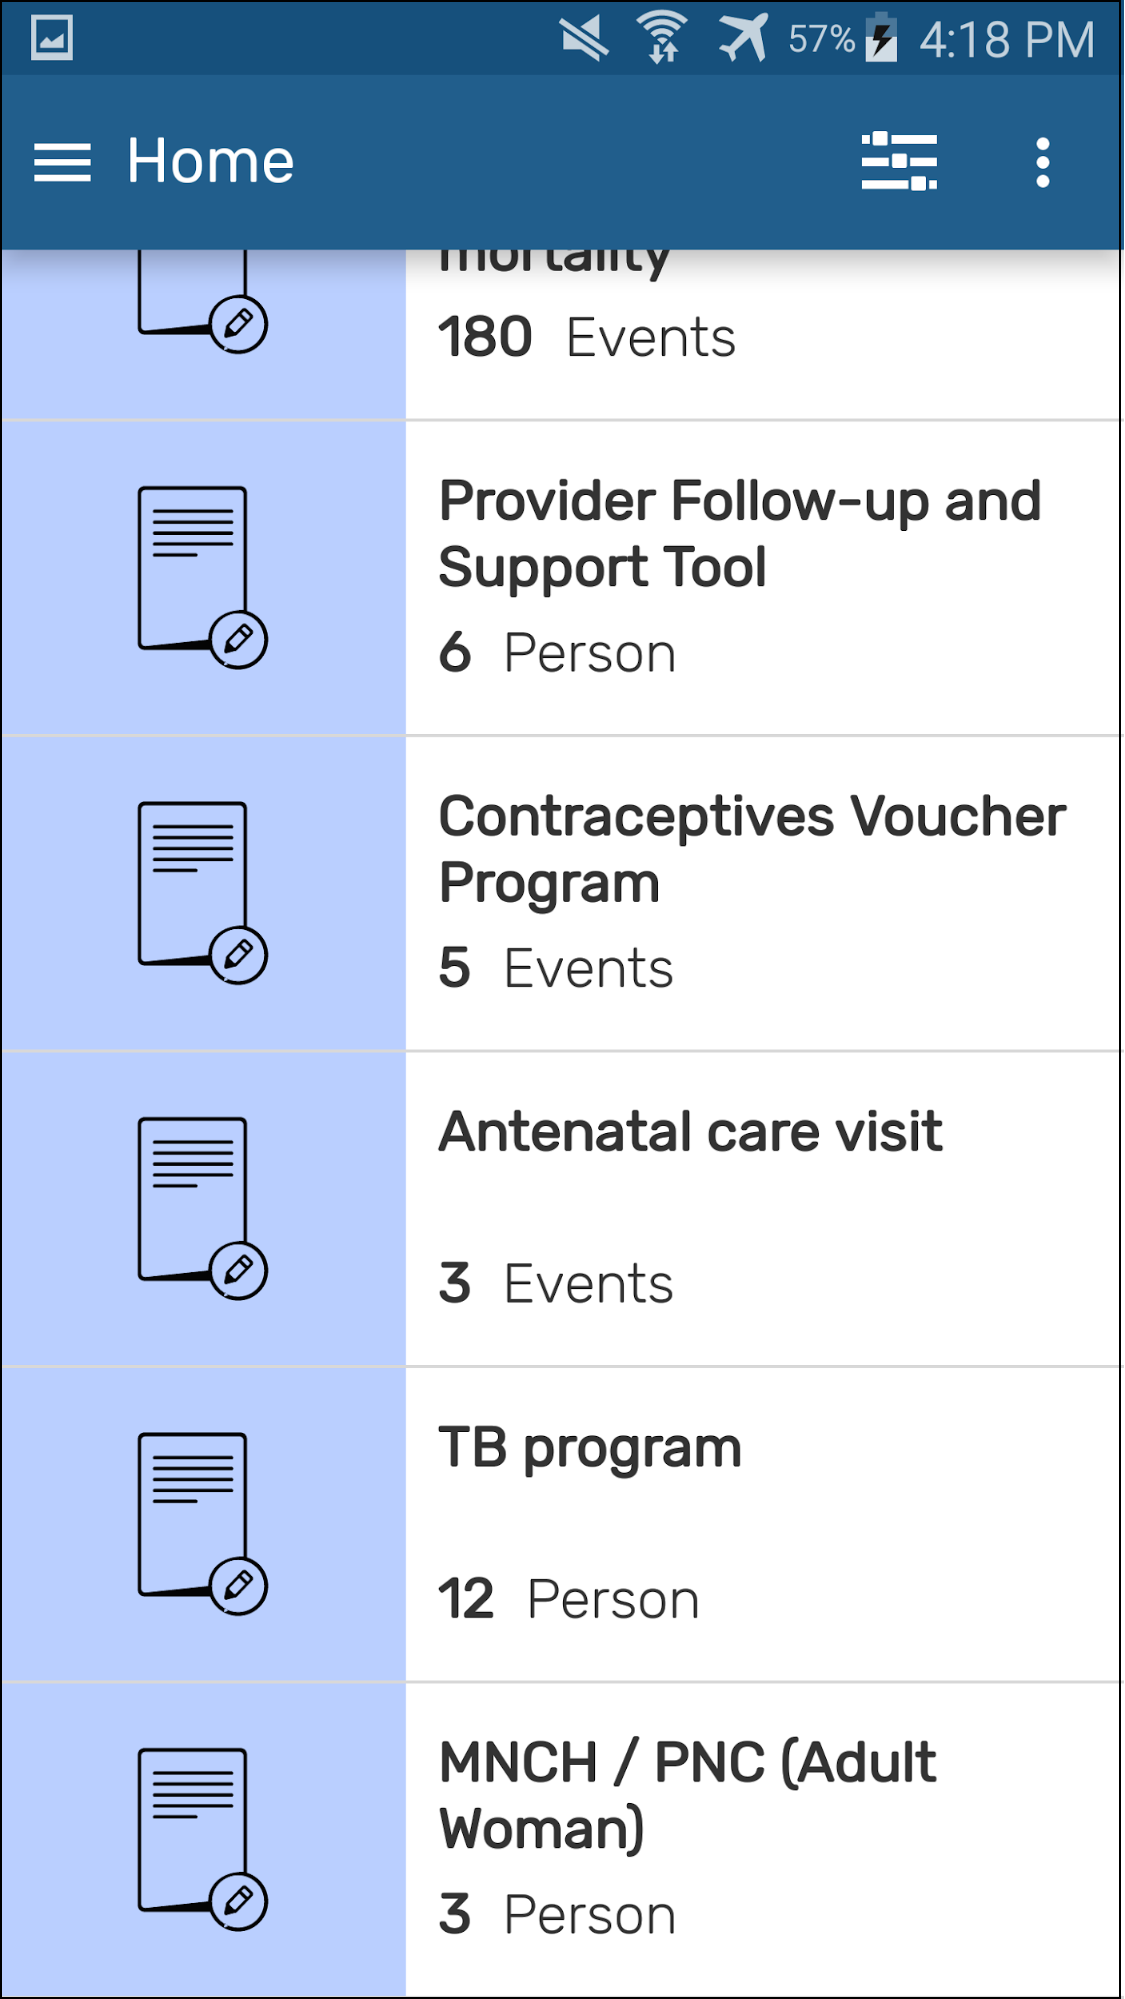 57% 4:18 PM
Home
mortality
180 Events
Provider Follow-up and
Support Tool
6 Person
Contraceptives Voucher
Program
5 Events
Antenatal care visit
3 Events
TB program
12 Person
MNCH / PNC (Adult
Woman)
3 Person